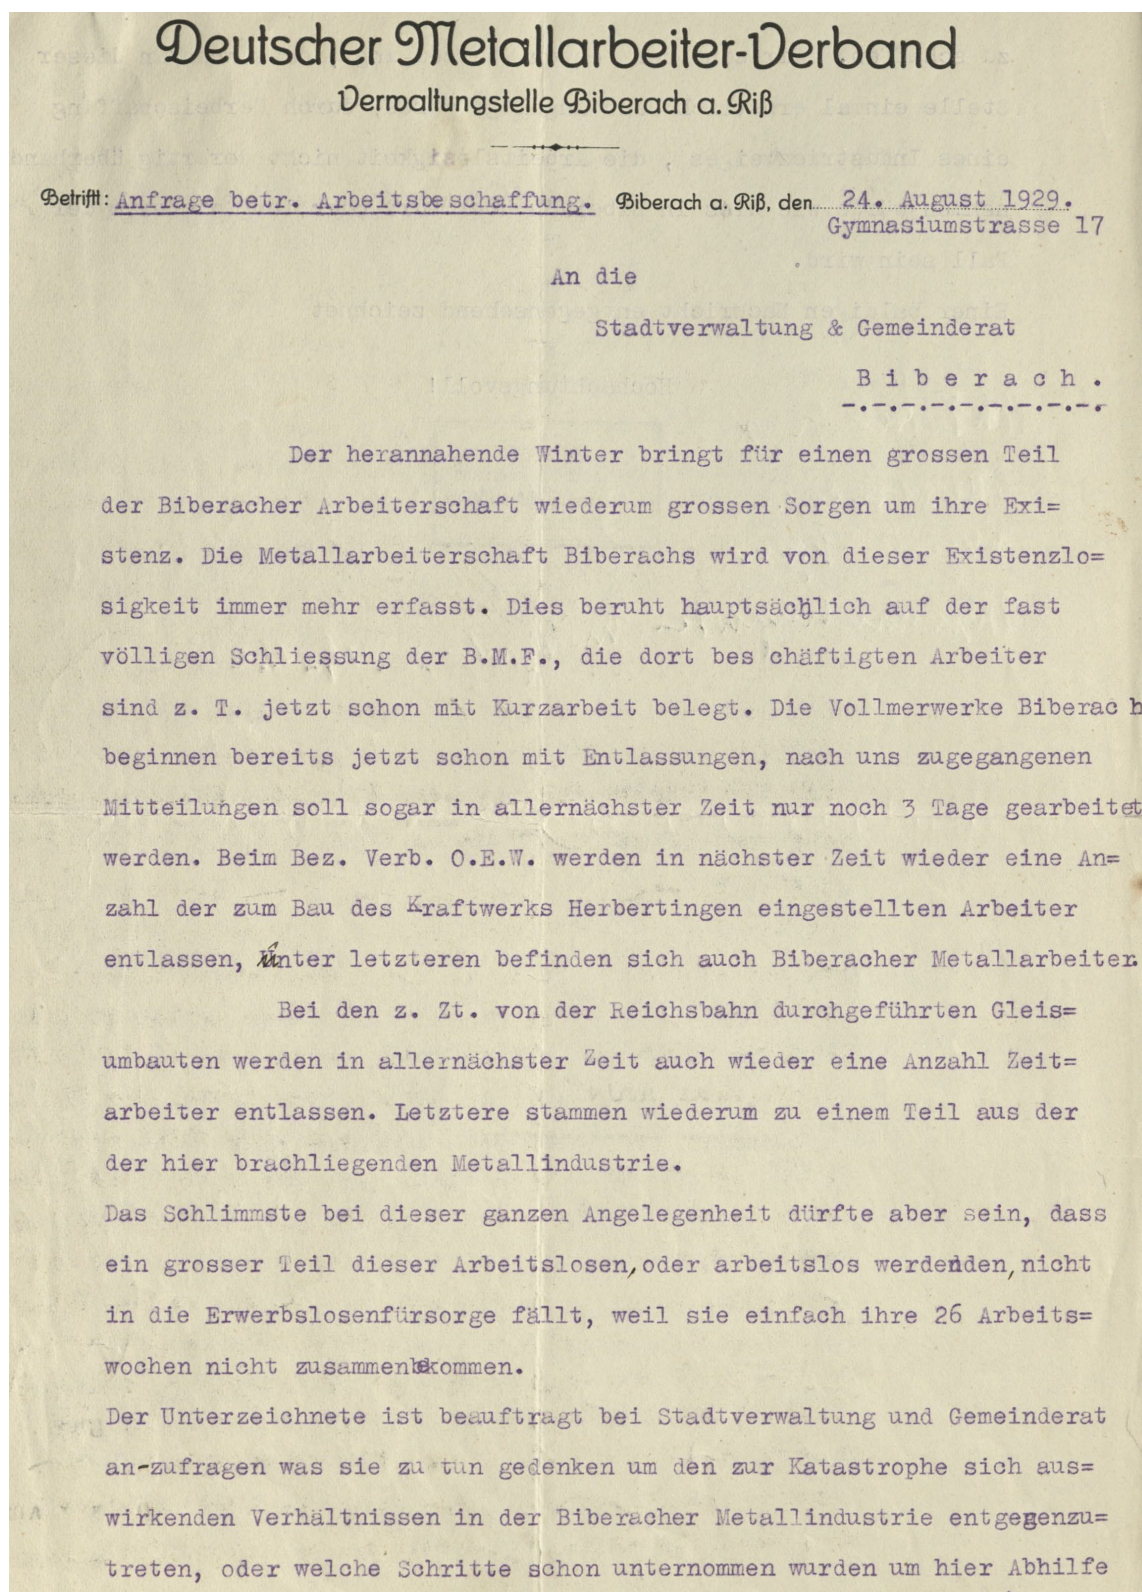 Deutscher Metallarbeiter-Verband
Verwaltungstelle Biberach a. Riß
Betrifft: Anfrage betr. Arbeitsbeschaffung. Biberach a. Riß, den 24. August 1929.
Gymnasiumstrasse 17
An die
Stadtverwaltung & Gemeinderat
B i b e r a c h .
-.-.-.-.-.-.-.-.-.
Der herannahende Winter bringt für einen grossen Teil
der Biberacher Arbeiterschaft wiederum grossen Sorgen um ihre Exi=
stenz. Die Metallarbeiterschaft Biberachs wird von dieser Existenzlo=
sigkeit immer mehr erfasst. Dies beruht hauptsächlich auf der fast
völligen Schliessung der B.M.F., die dort bes chäftigten Arbeiter
sind z. T. jetzt schon mit Kurzarbeit belegt. Die Vollmerwerke Biberac h
beginnen bereits jetzt schon mit Entlassungen, nach uns zugegangenen
Mitteilungen soll sogar in allernächster Zeit nur noch 3 Tage gearbeitet
werden. Beim Bez. Verb. O.E.W. werden in nächster Zeit wieder eine An=
zahl der zum Bau des Kraftwerks Herbertingen eingestellten Arbeiter
entlassen, Unter letzteren befinden sich auch Biberacher Metallarbeiter.
Bei den z. Zt. von der Reichsbahn durchgeführten Gleis=
umbauten werden in allernächster Zeit auch wieder eine Anzahl Zeit=
arbeiter entlassen. Letztere stammen wiederum zu einem Teil aus der
der hier brachliegenden Metallindustrie.
Das Schlimmste bei dieser ganzen Angelegenheit dürfte aber sein, dass
ein grosser Teil dieser Arbeitslosen, oder arbeitslos werdenden, nicht
in die Erwerbslosenfürsorge fällt, weil sie einfach ihre 26 Arbeits=
wochen nicht zusammenbekommen.
Der Unterzeichnete ist beauftragt bei Stadtverwaltung und Gemeinderat
an-zufragen was sie zu tun gedenken um den zur Katastrophe sich aus=
wirkenden Verhältnissen in der Biberacher Metallindustrie entgegenzu=
treten, oder welche Schritte schon unternommen wurden um hier Abhilfe